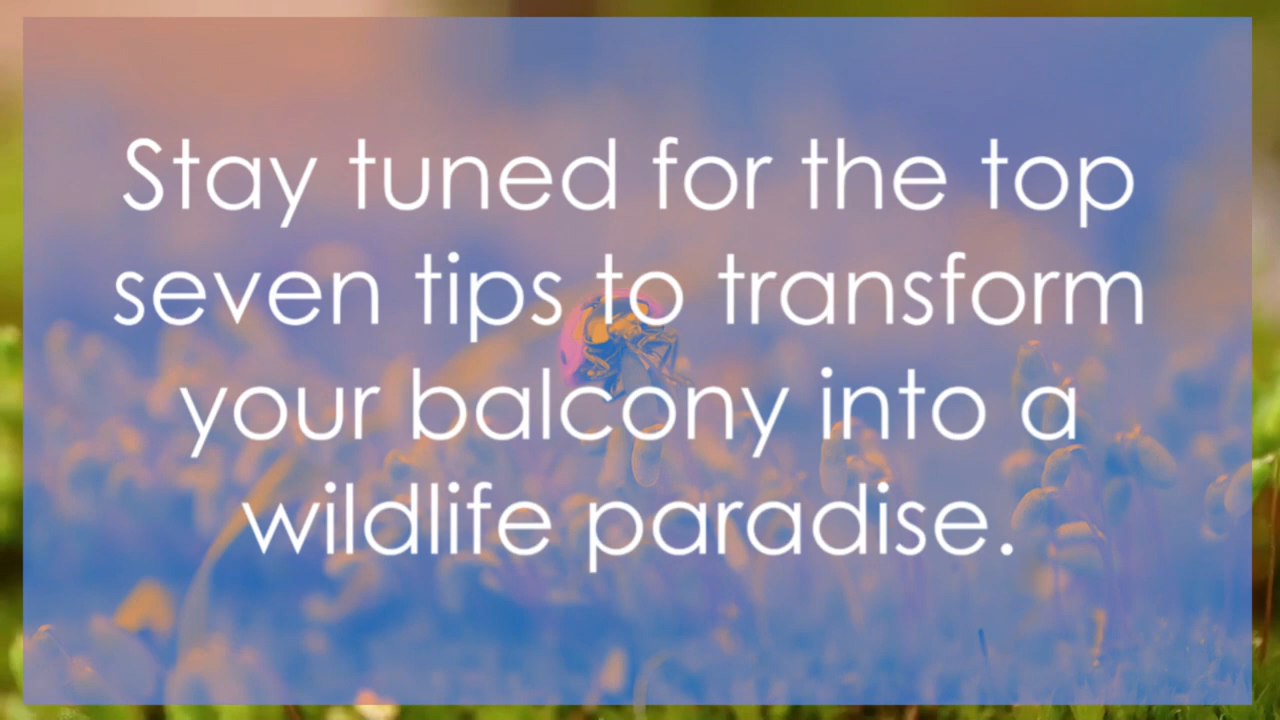 Stay tuned for the top
seven tips to transform
your balcony into a
wildlife paradise.